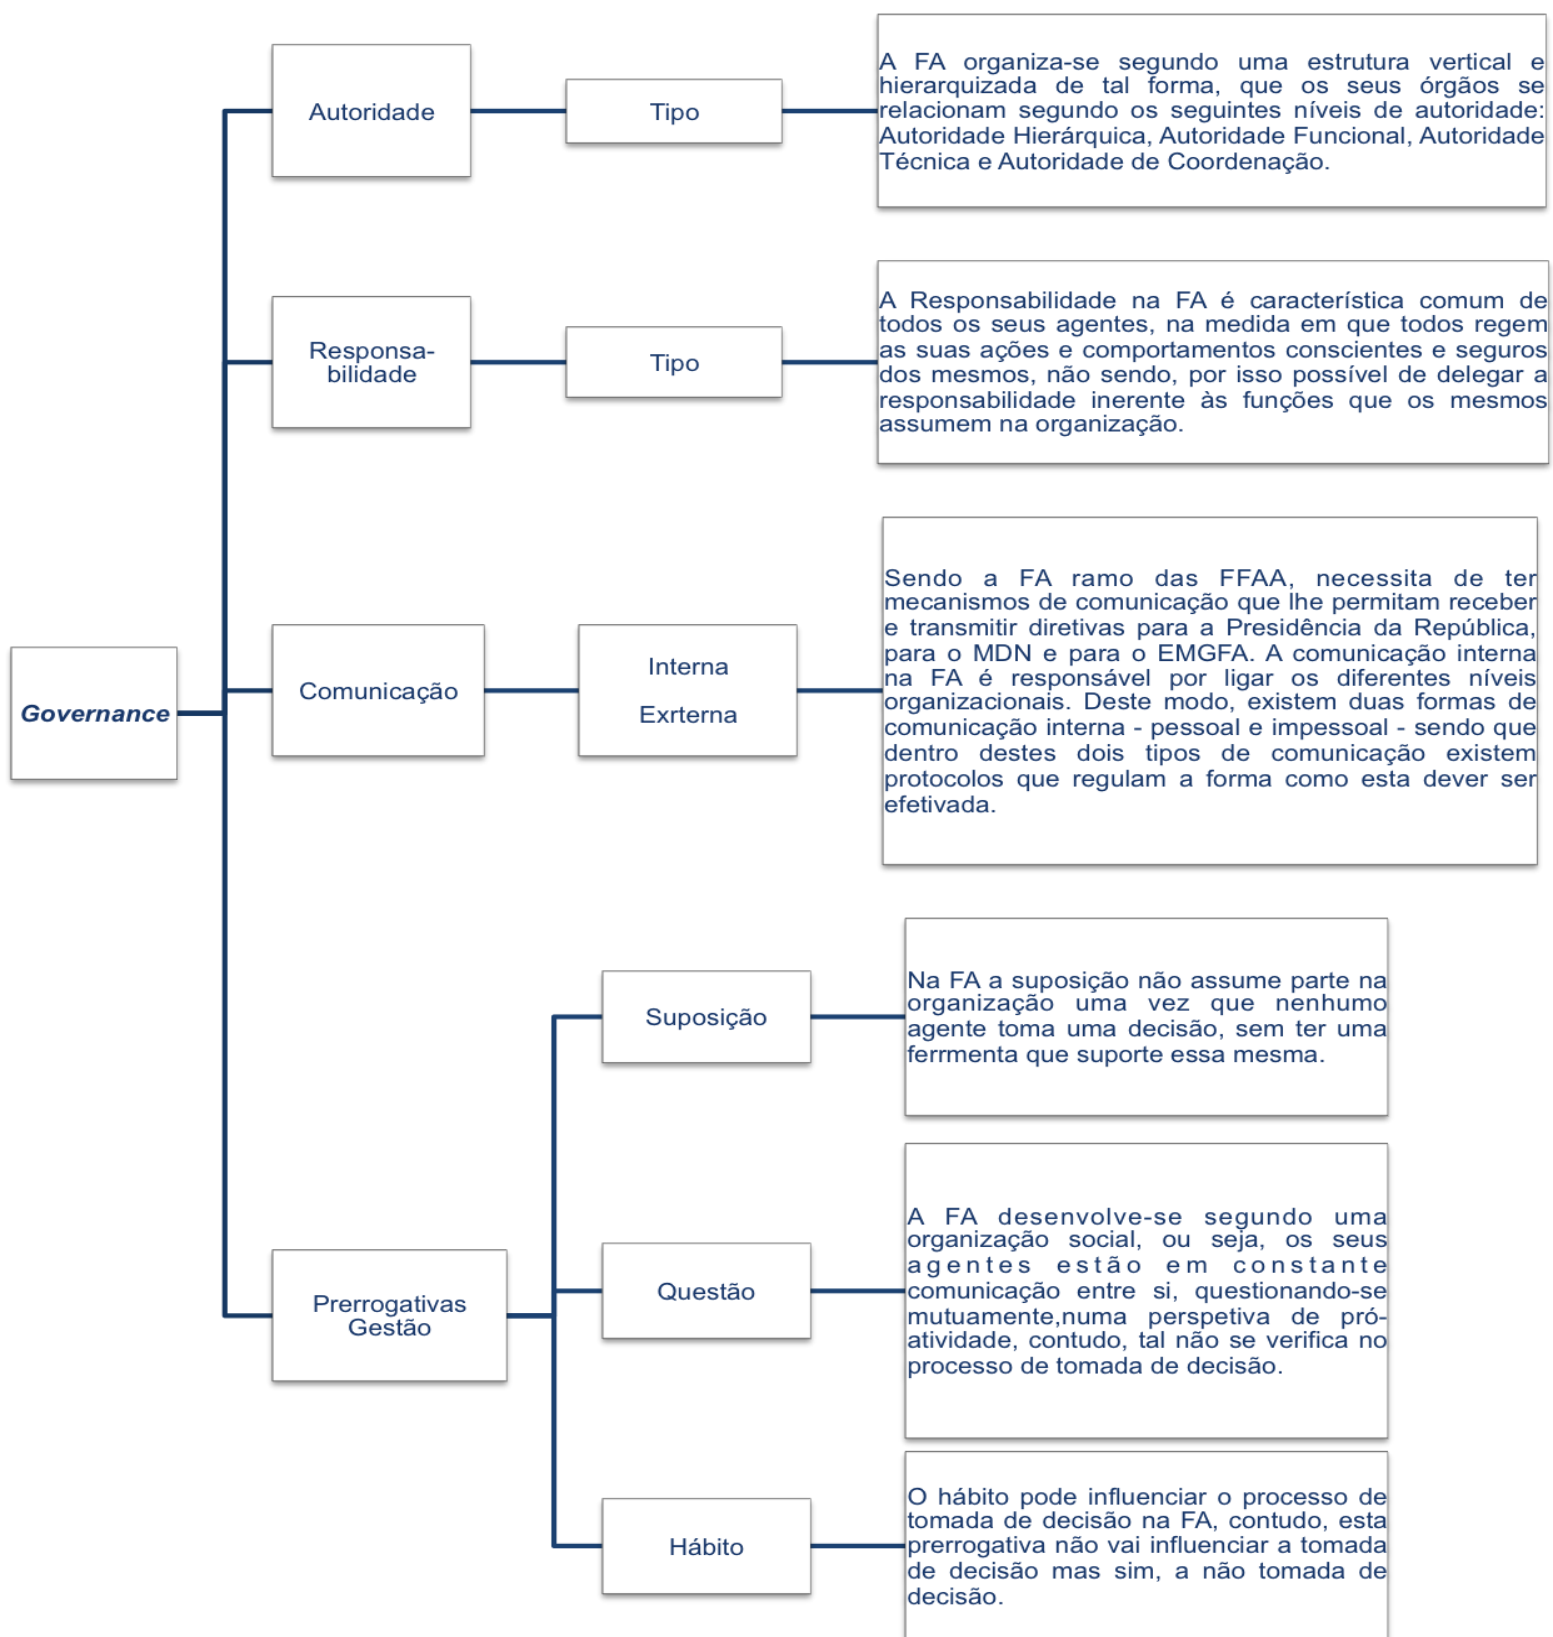 Governance
Autoridade
Tipo
A FA organiza-se segundo uma estrutura vertical e
hierarquizada de tal forma, que os seus órgãos se
relacionam segundo os seguintes níveis de autoridade:
Autoridade Hierárquica, Autoridade Funcional, Autoridade
Técnica e Autoridade de Coordenação.
Responsa-
bilidade
Tipo
A Responsabilidade na FA é característica comum de
todos os seus agentes, na medida em que todos regem
as suas ações e comportamentos conscientes e seguros
dos mesmos, não sendo, por isso possível de delegar a
responsabilidade inerente às funções que os mesmos
assumem na organização.
Comunicação
Interna
Exrterna
Sendo a FA ramo das FFAA, necessita de ter
mecanismos de comunicação que lhe permitam receber
e transmitir diretivas para a Presidência da República,
para o MDN e para o EMGFA. A comunicação interna
na FA é responsável por ligar os diferentes níveis
organizacionais. Deste modo, existem duas formas de
comunicação interna - pessoal e impessoal - sendo que
dentro destes dois tipos de comunicação existem
protocolos que regulam a forma como esta dever ser
efetivada.
Prerrogativas
Gestão
Suposição
Na FA a suposição não assume parte na
organização uma vez que nenhumo
agente toma uma decisão, sem ter uma
ferrmenta que suporte essa mesma.
Questão
A FA desenvolve-se segundo uma
organização social, ou seja, os seus
agentes estão em constante
comunicação entre si, questionando-se
mutuamente,numa perspetiva de pró-
atividade, contudo, tal não se verifica no
processo de tomada de decisão.
Hábito
O hábito pode influenciar o processo de
tomada de decisão na FA, contudo, esta
prerrogativa não vai influenciar a tomada
de decisão mas sim, a não tomada de
decisão.